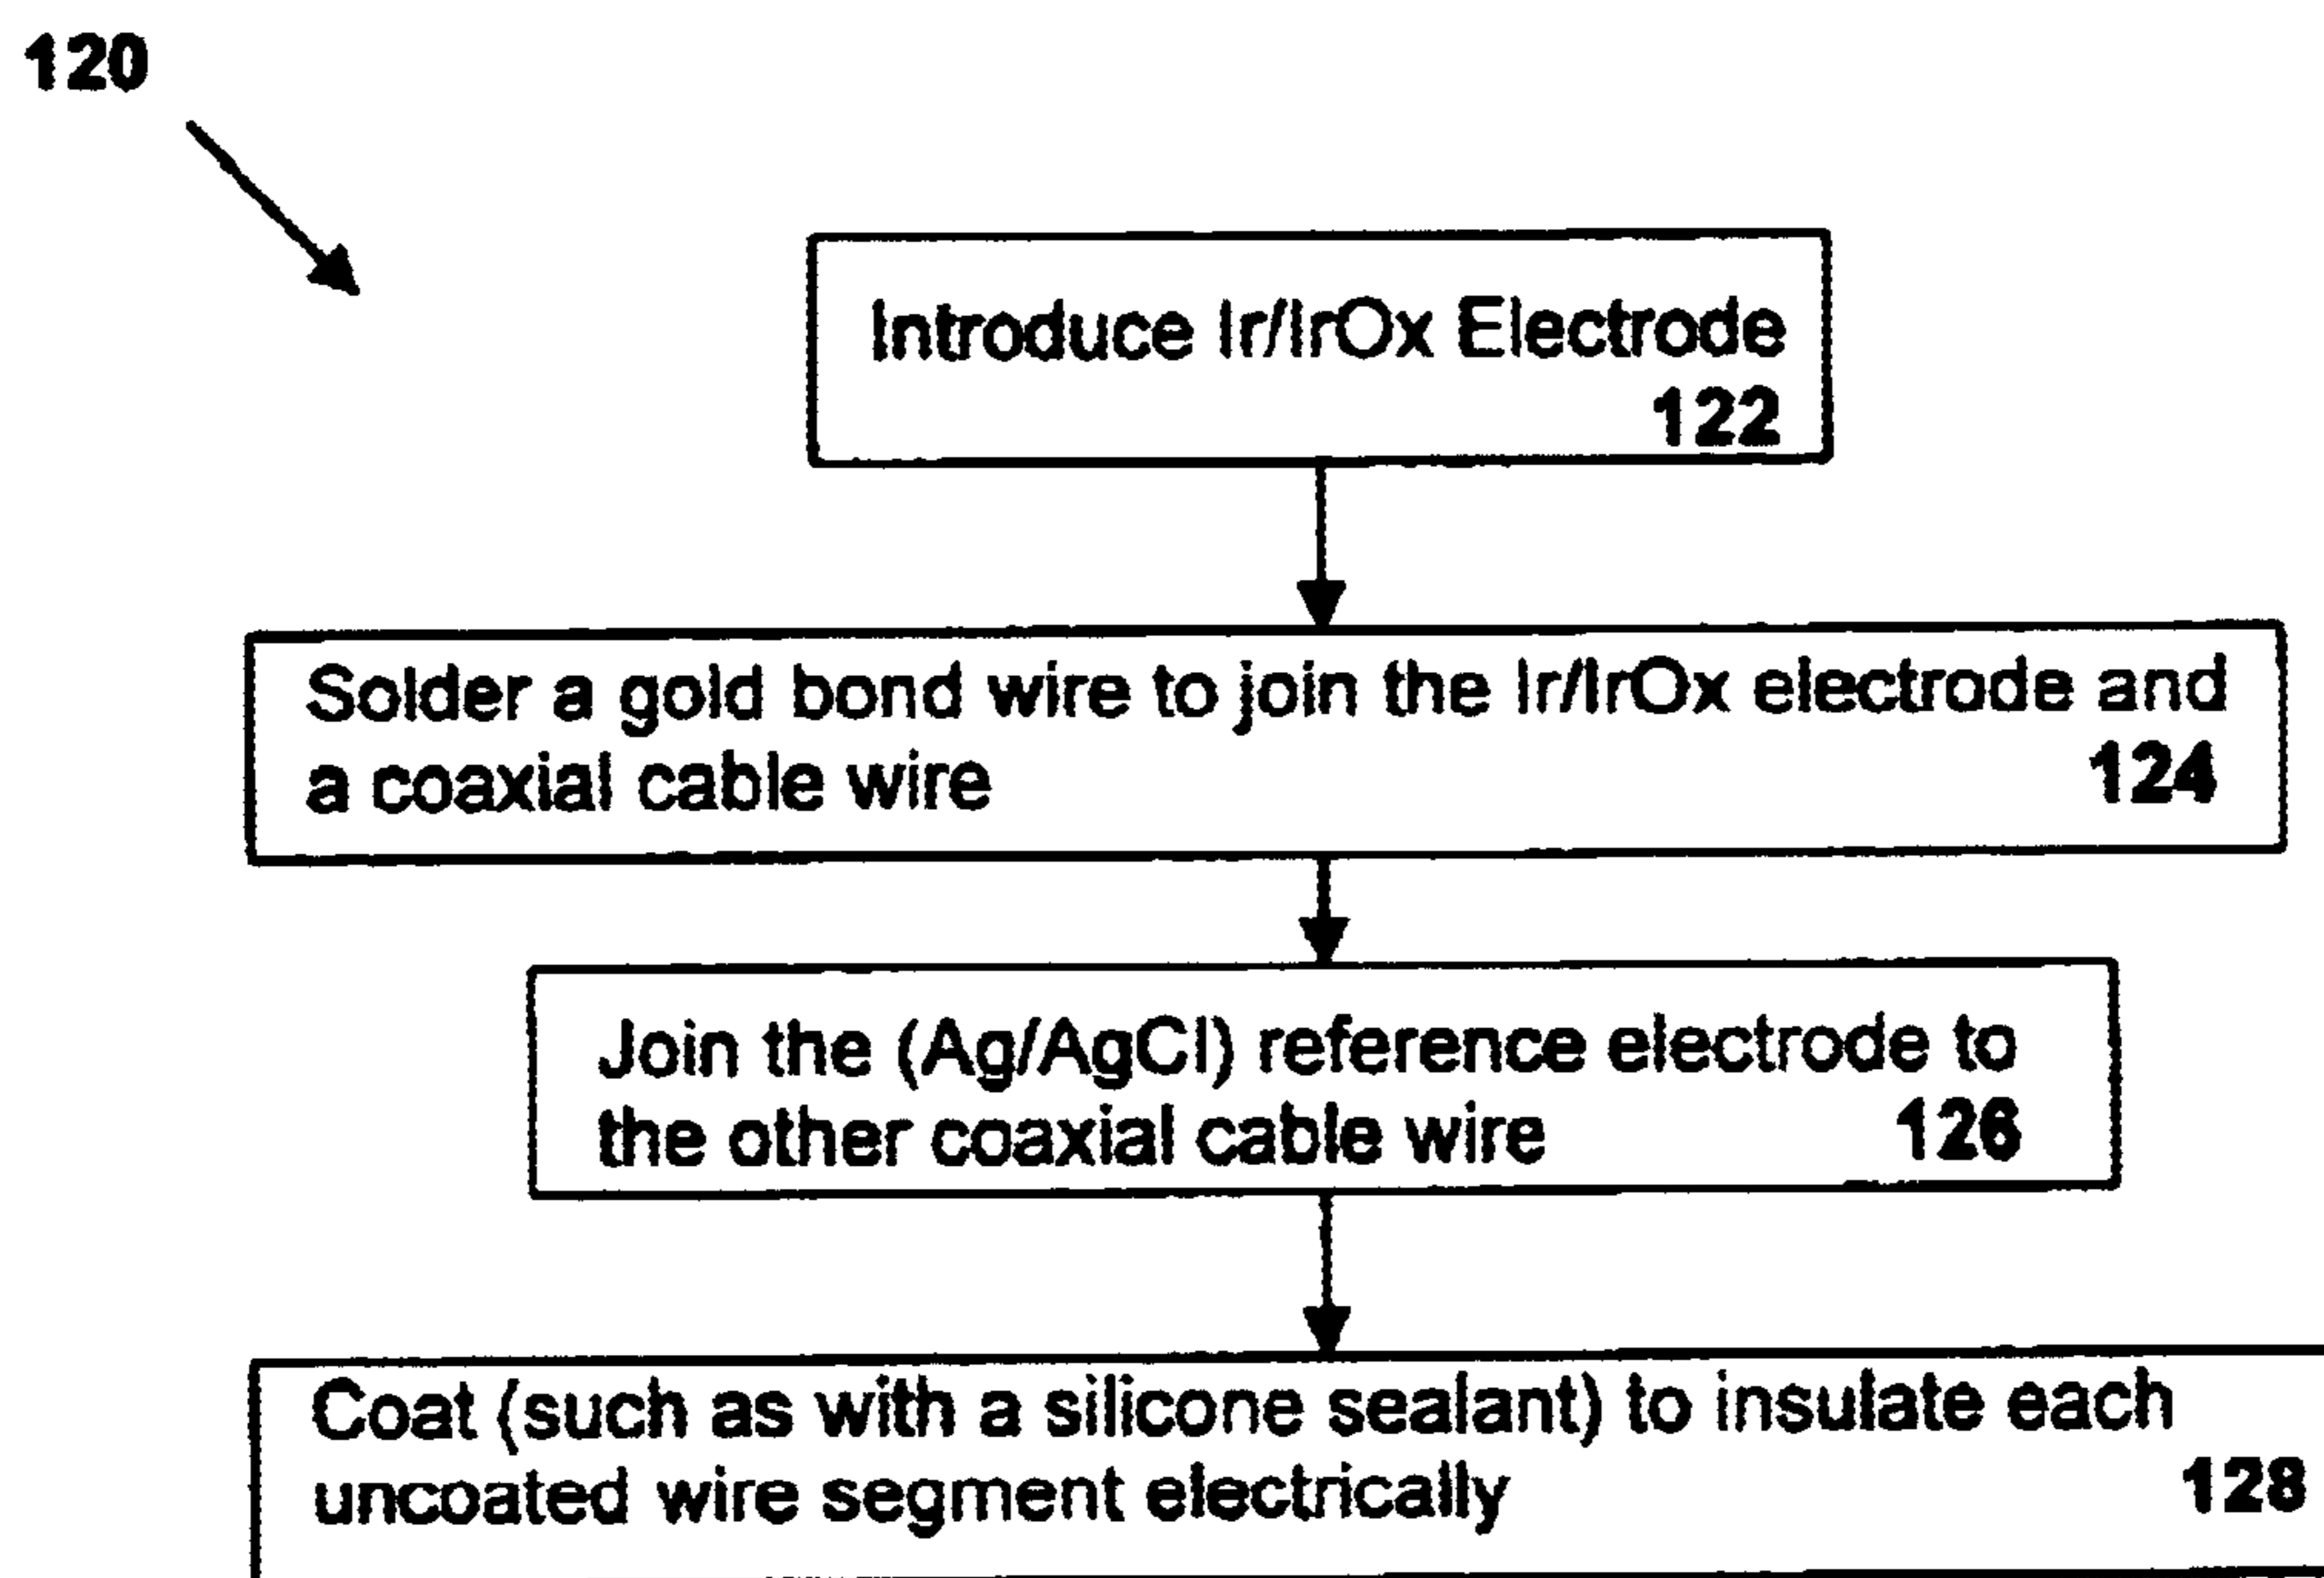 120
Introduce Ir/IrOx Electrode
122
Solder a gold bond wire to join the Ir/IrOx electrode and
a coaxial cable wire 124
Join the (Ag/AgCl) reference electrode to
the other coaxial cable wire 126
Coat (such as with a silicone sealant) to insulate each
uncoated wire segment electrically 128